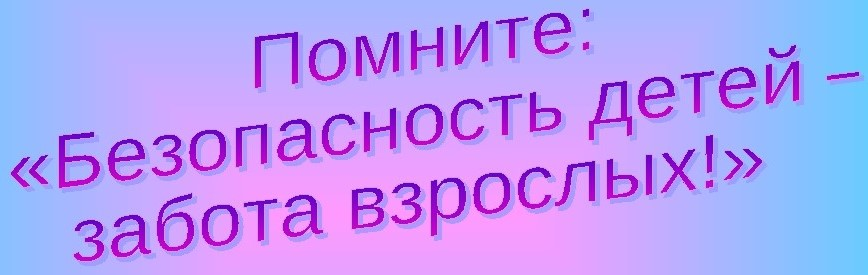 Помните:
«Безопасность детей –
забота взрослых!»